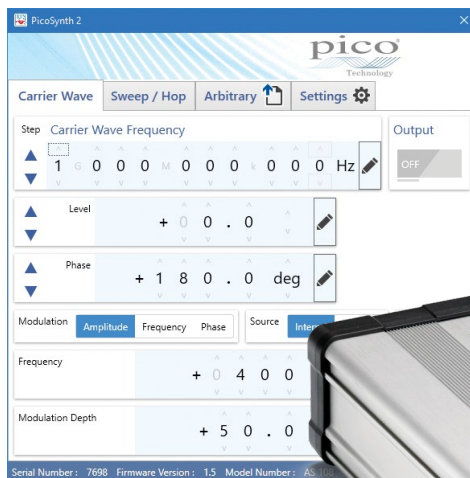 PicoSynth 2
pico
Technology
Carrier Wave Sweep / Hop Arbitrary Settings
Step Carrier Wave Frequency Output
1 G 0 0 0 M 0 0 0 k 0 0 0 Hz OFF
Level + 0 0 . 0
Phase + 1 8 0 . 0 deg
Modulation Amplitude Frequency Phase Source
Frequency + 0 4 0 0
Modulation Depth + 5 0 . 0
Serial Number : 7698 Firmware Version : 1.5 Model Number : AS 108